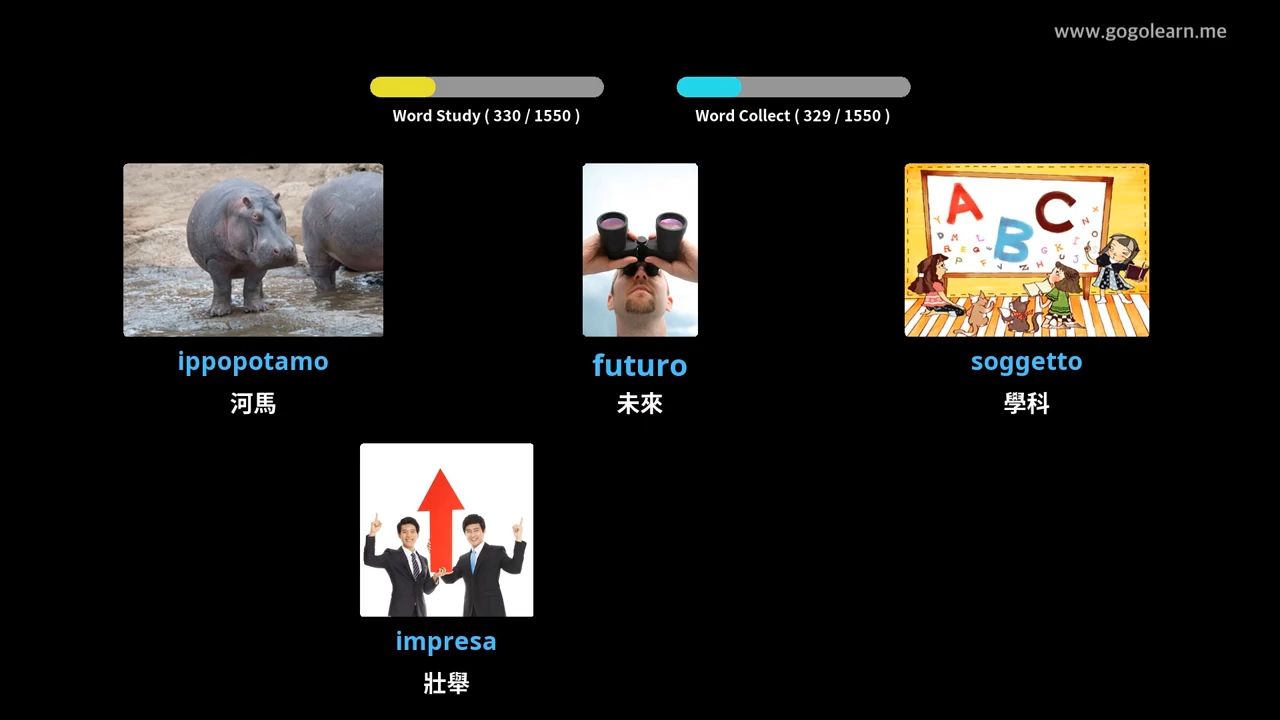 www.gogolearn.me
Word Study ( 330 / 1550 )
Word Collect ( 329 / 1550 )
A B C
ippopotamo
futuro
soggetto
河馬
未來
學科
impresa
壯舉